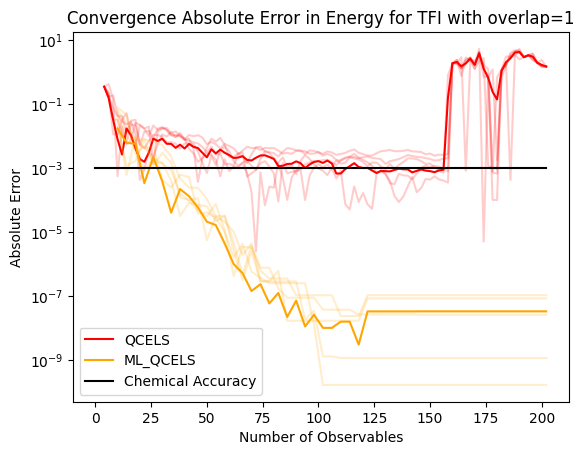 Convergence Absolute Error in Energy for TFI with overlap=1
Absolute Error
10^1
10^-1
10^-3
10^-5
10^-7
10^-9
QCELS
ML_QCELS
Chemical Accuracy
0 25 50 75 100 125 150 175 200
Number of Observables